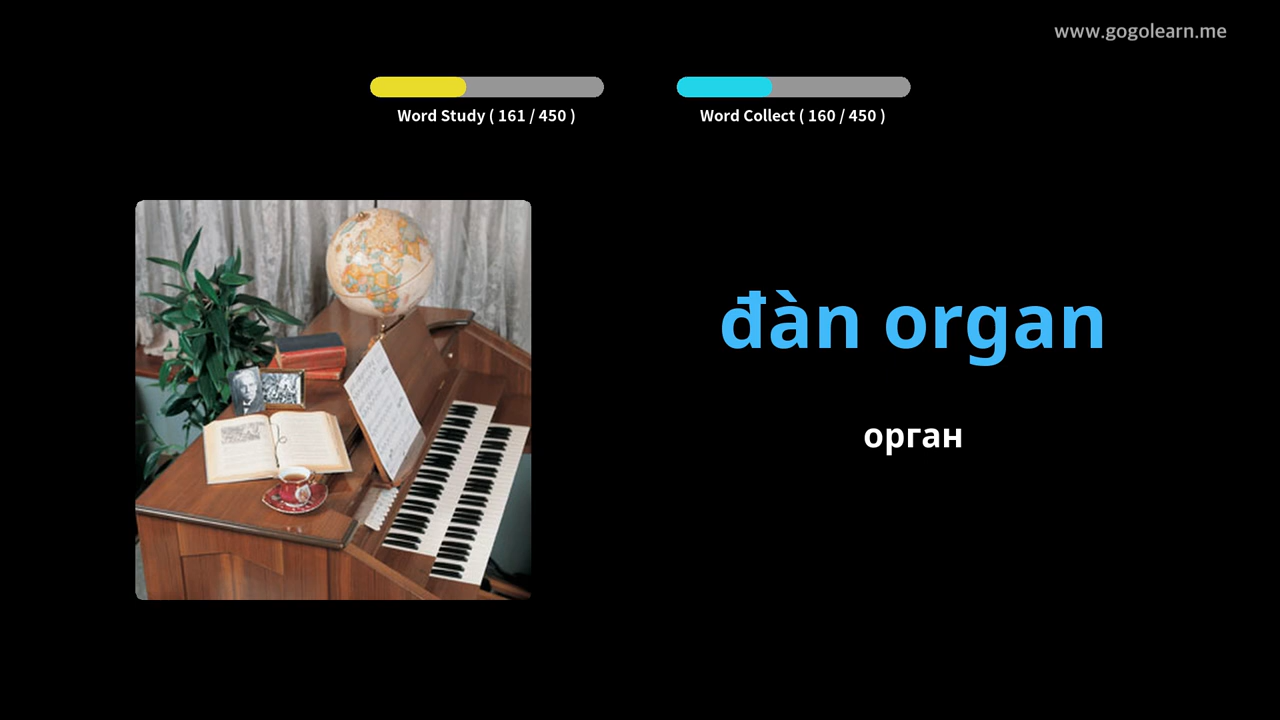 www.gogolearn.me
Word Study ( 161 / 450 )
Word Collect ( 160 / 450 )
đàn organ
орган